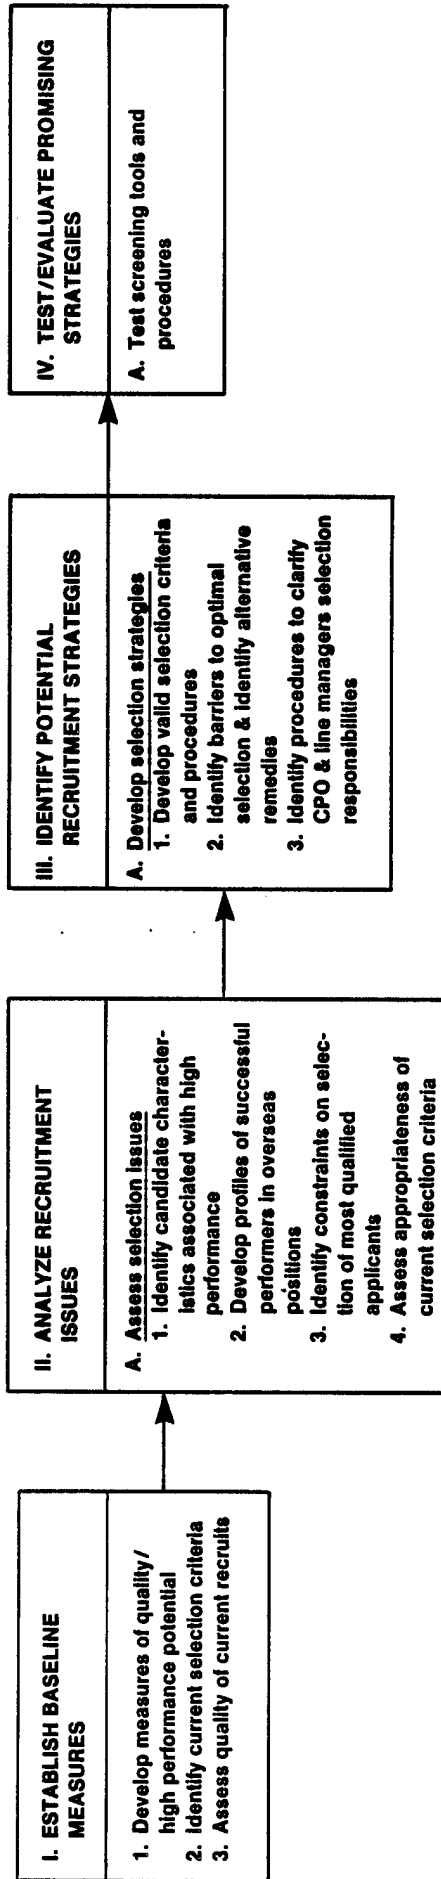 I. ESTABLISH BASELINE
MEASURES
1. Develop measures of quality/
high performance potential
2. Identify current selection criteria
3. Assess quality of current recruits
II. ANALYZE RECRUITMENT
ISSUES
A. Assess selection issues
1. Identify candidate character-
istics associated with high
performance
2. Develop profiles of successful
performers in overseas
positions
3. Identify constraints on selec-
tion of most qualified
applicants
4. Assess appropriateness of
current selection criteria
III. IDENTIFY POTENTIAL
RECRUITMENT STRATEGIES
A. Develop selection strategies
1. Develop valid selection criteria
and procedures
2. Identify barriers to optimal
selection & identify alternative
remedies
3. Identify procedures to clarify
CPO & line managers selection
responsibilities
IV. TEST/EVALUATE PROMISING
STRATEGIES
A. Test screening tools and
procedures